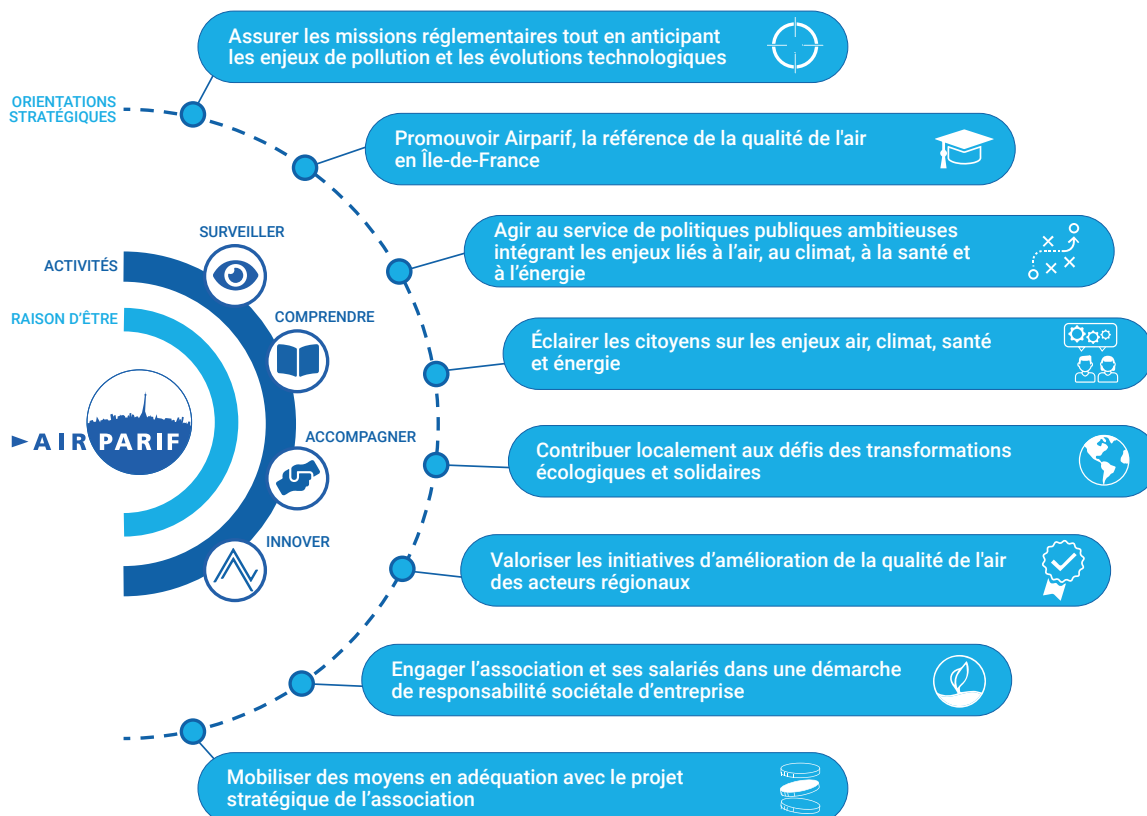 Assurer les missions réglementaires tout en anticipant
les enjeux de pollution et les évolutions technologiques
ORIENTATIONS
STRATÉGIQUES
Promouvoir Airparif, la référence de la qualité de l'air
en Île-de-France
SURVEILLER
Agir au service de politiques publiques ambitieuses
intégrant les enjeux liés à l’air, au climat, à la santé et
à l’énergie
ACTIVITÉS
COMPRENDRE
RAISON D’ÊTRE
Éclairer les citoyens sur les enjeux air, climat, santé
et énergie
AIRPARIF
ACCOMPAGNER
Contribuer localement aux défis des transformations
écologiques et solidaires
INNOVER
Valoriser les initiatives d’amélioration de la qualité de l'air
des acteurs régionaux
Engager l’association et ses salariés dans une démarche
de responsabilité sociétale d’entreprise
Mobiliser des moyens en adéquation avec le projet
stratégique de l’association